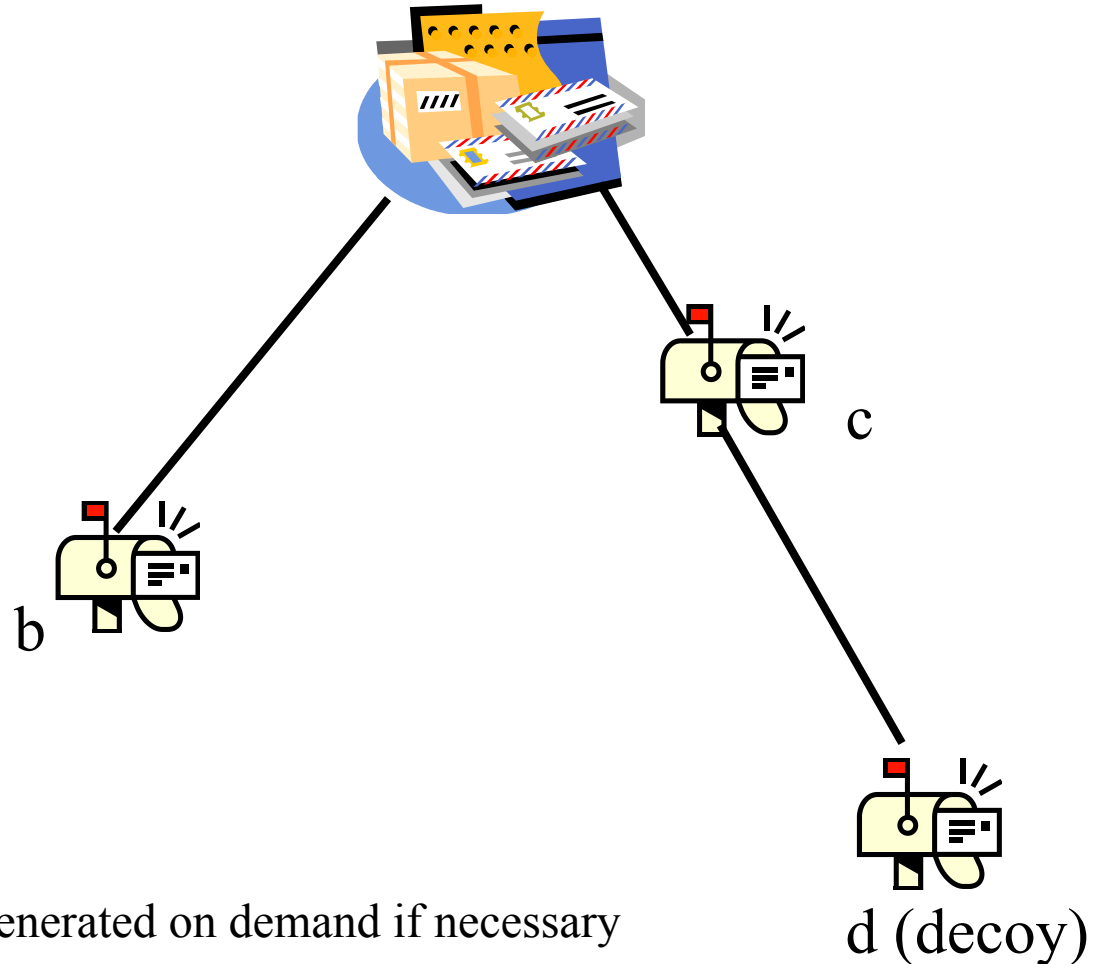 c
b
enerated on demand if necessary
d (decoy)